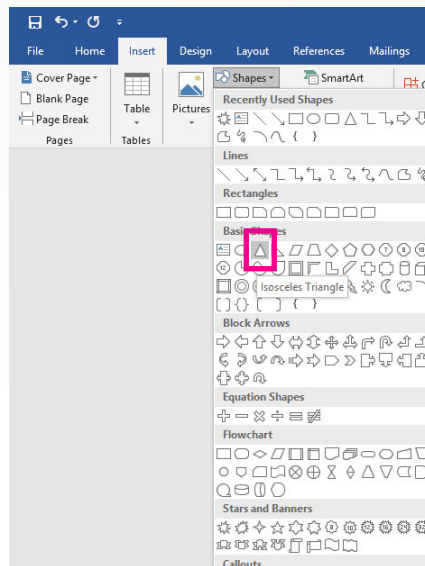 File Home Insert Design Layout References Mailings
Cover Page Shapes SmartArt
Blank Page
Page Break
Table Pictures
Pages Tables
Recently Used Shapes
Lines
Rectangles
Basic Shapes
Isosceles Triangle
Block Arrows
Equation Shapes
Flowchart
Stars and Banners
Callouts